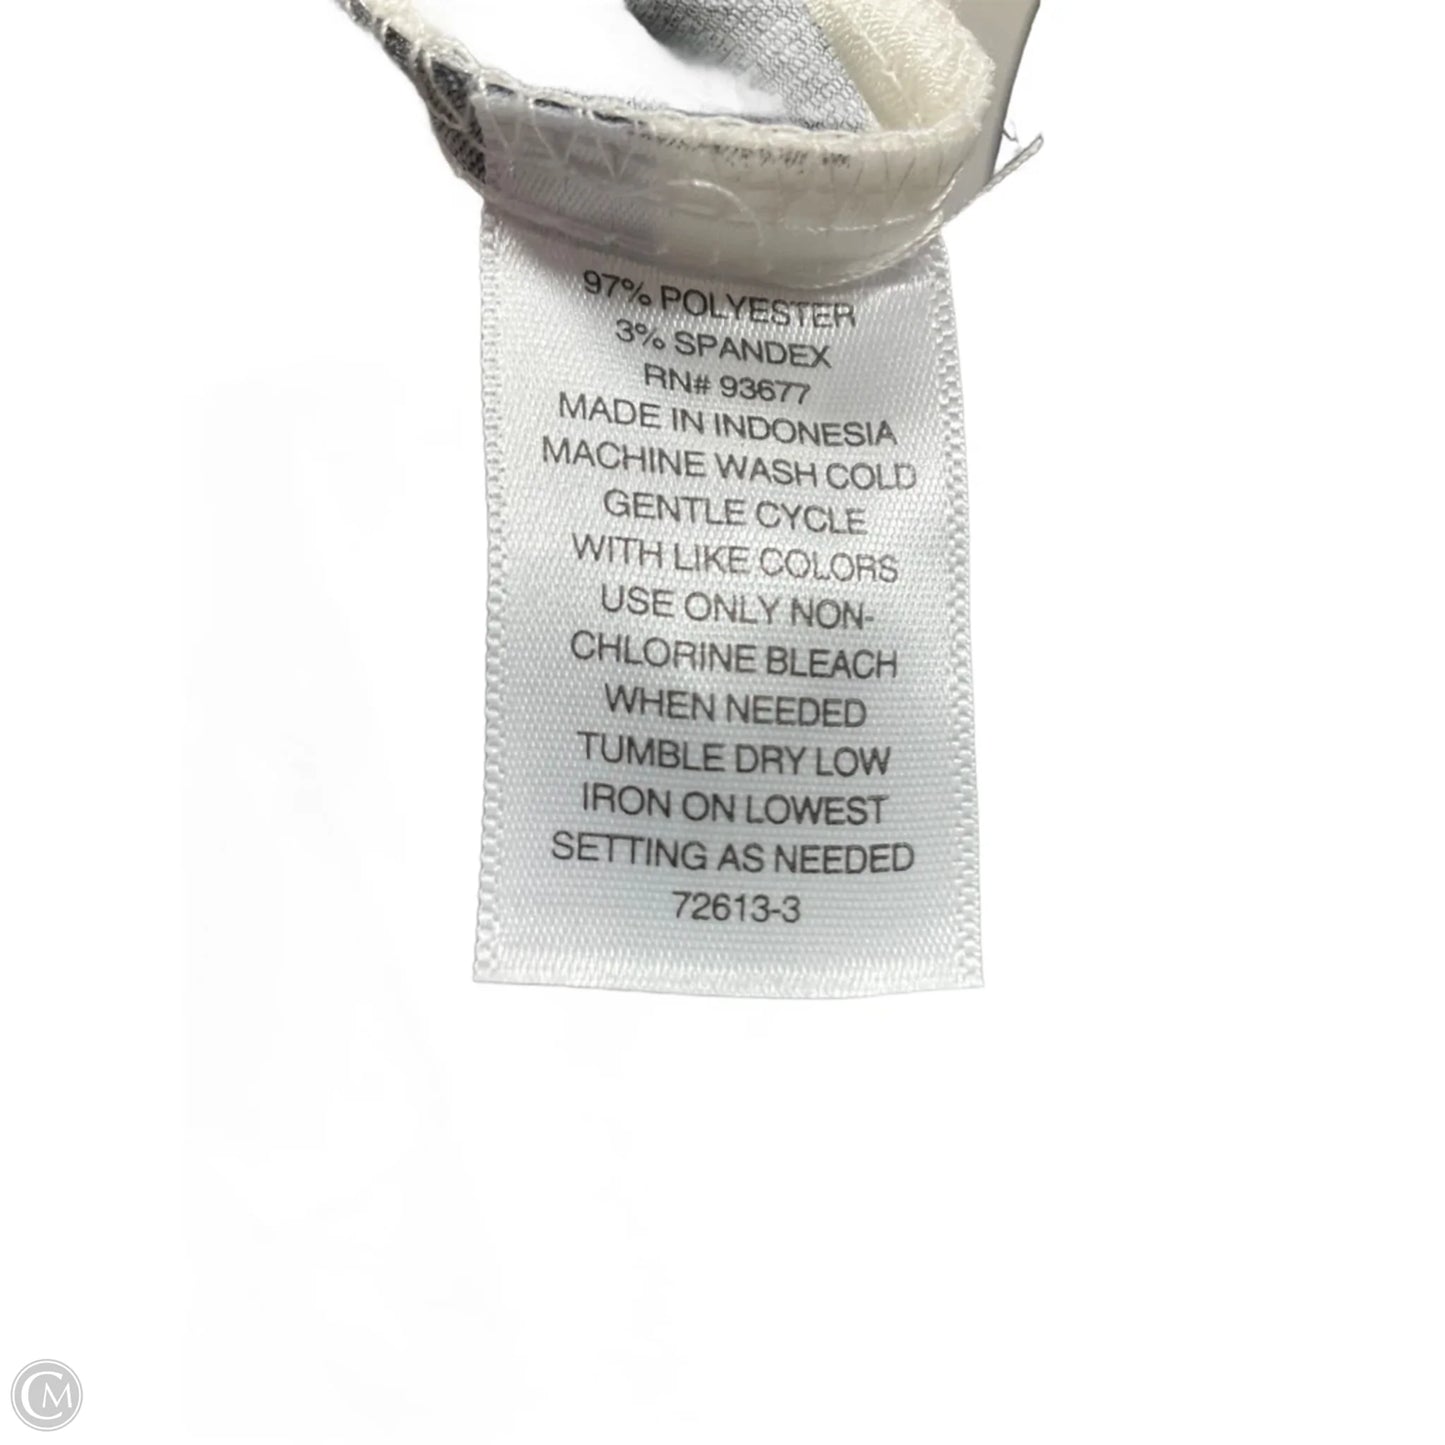 97% POLYESTER
3% SPANDEX
RN# 93677
MADE IN INDONESIA
MACHINE WASH COLD
GENTLE CYCLE
WITH LIKE COLORS
USE ONLY NON-
CHLORINE BLEACH
WHEN NEEDED
TUMBLE DRY LOW
IRON ON LOWEST
SETTING AS NEEDED
72613-3
CM